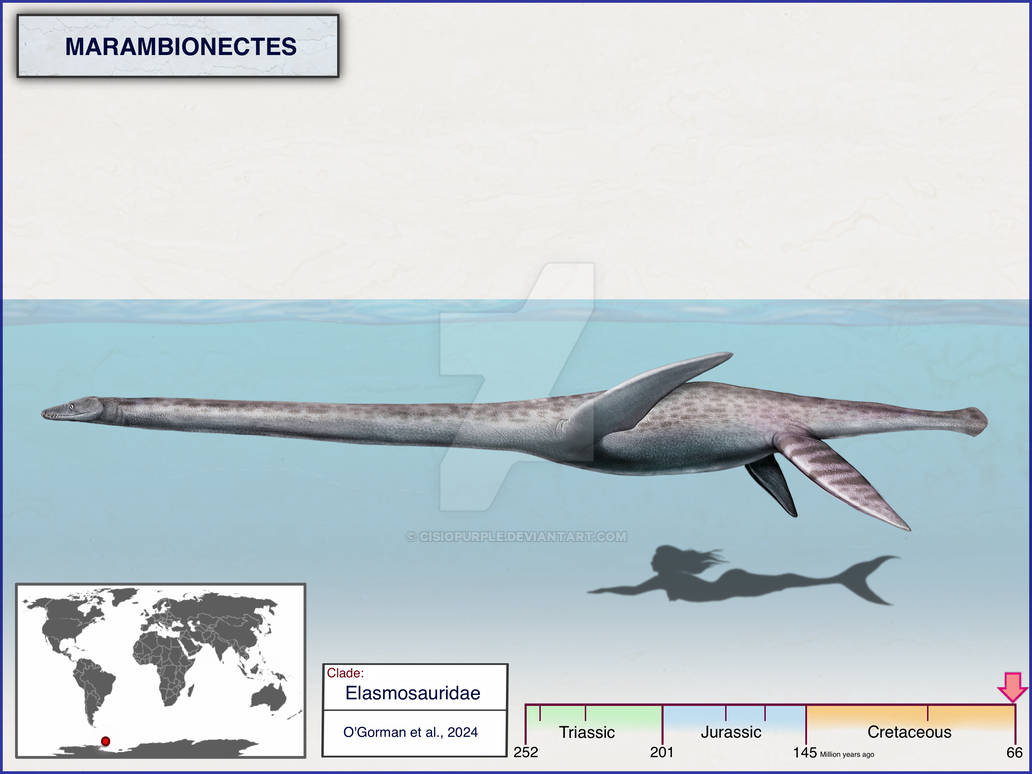 MARAMBIONECTES
© CISIOPURPLE.DEVIANTART.COM
Clade:
Elasmosauridae
O'Gorman et al., 2024
Triassic Jurassic Cretaceous
252 201 145 Million years ago 66